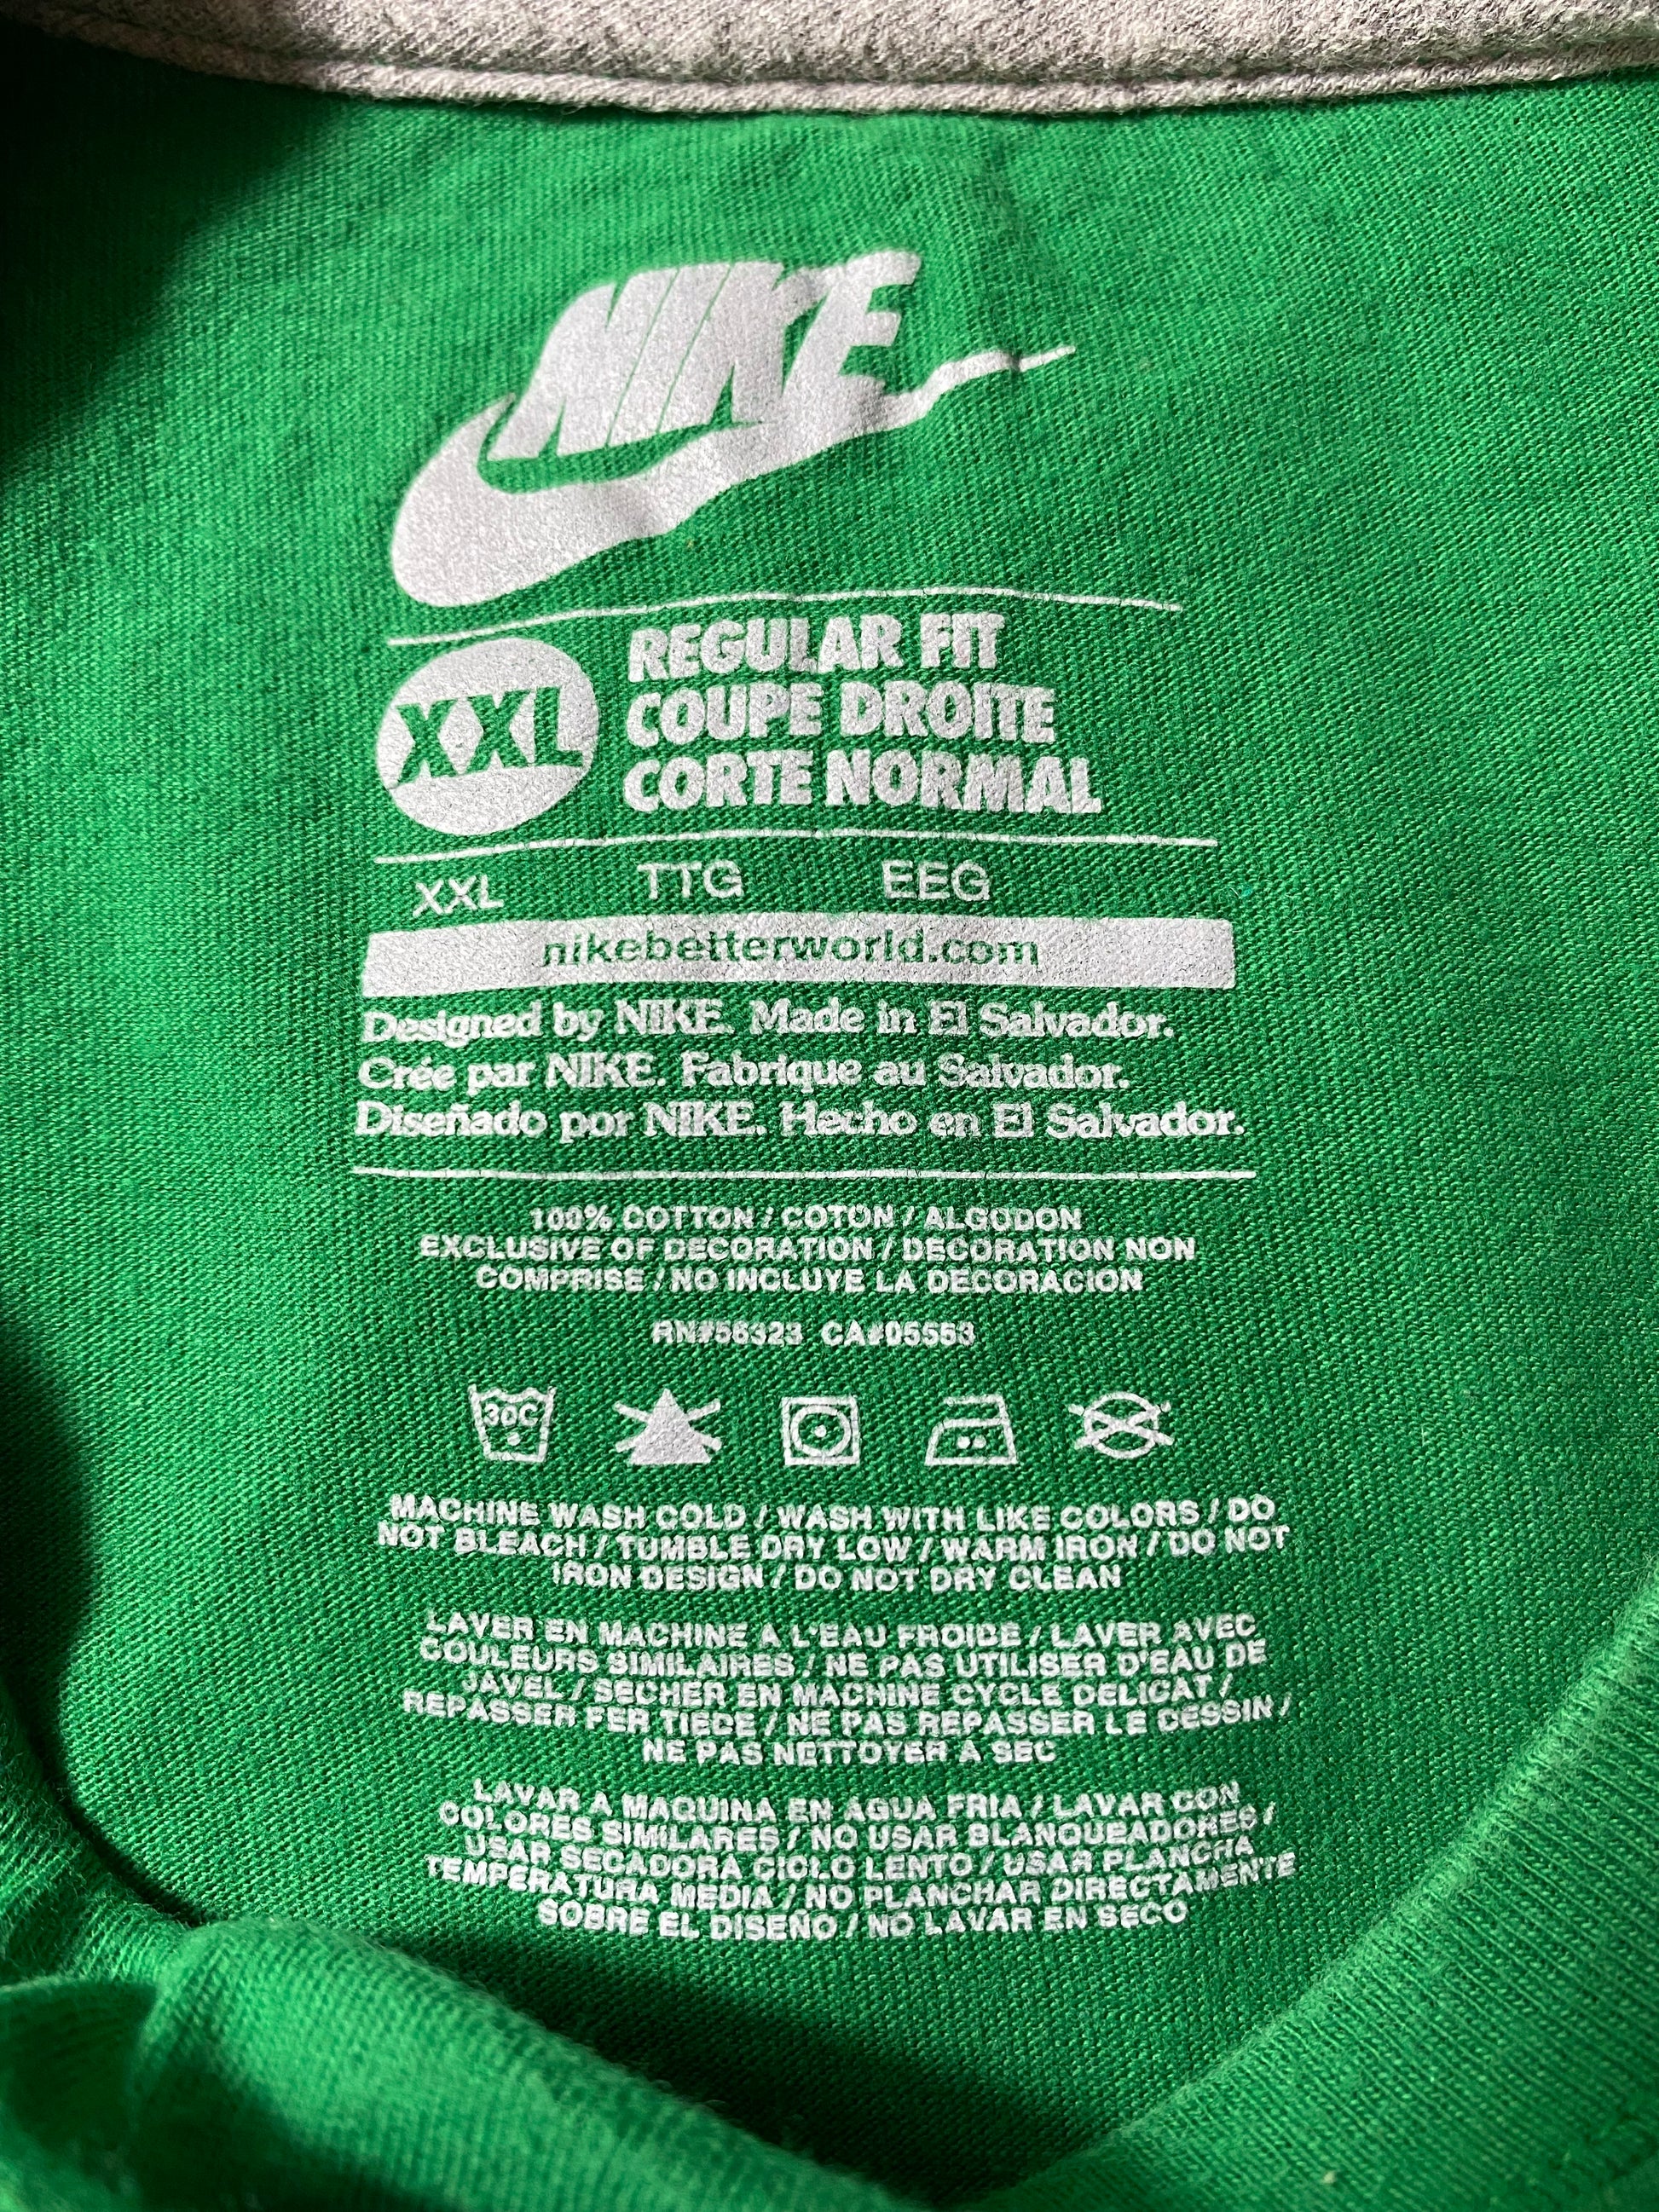 NIKE
XXL
REGULAR FIT
COUPE DROITE
CORTE NORMAL
XXL TTG EEG
nikebetterworld.com
Designed by NIKE. Made in El Salvador.
Crée par NIKE. Fabrique au Salvador.
Diseñado por NIKE. Hecho en El Salvador.
100% COTTON / COTON / ALGODON
EXCLUSIVE OF DECORATION / DECORATION NON
COMPRISE / NO INCLUYE LA DECORACION
RN#56323 CA#05553
30C
MACHINE WASH COLD / WASH WITH LIKE COLORS / DO
NOT BLEACH / TUMBLE DRY LOW / WARM IRON / DO NOT
IRON DESIGN / DO NOT DRY CLEAN
LAVER EN MACHINE A L'EAU FROIDE / LAVER AVEC
COULEURS SIMILAIRES / NE PAS UTILISER D'EAU DE
JAVEL / SECHER EN MACHINE CYCLE DELICAT /
REPASSER FER TIEDE / NE PAS REPASSER LE DESSIN /
NE PAS NETTOYER A SEC
LAVAR A MAQUINA EN AGUA FRIA / LAVAR CON
COLORES SIMILARES / NO USAR BLANQUEADORES /
USAR SECADORA CICLO LENTO / USAR PLANCHA
TEMPERATURA MEDIA / NO PLANCHAR DIRECTAMENTE
SOBRE EL DISEÑO / NO LAVAR EN SECO